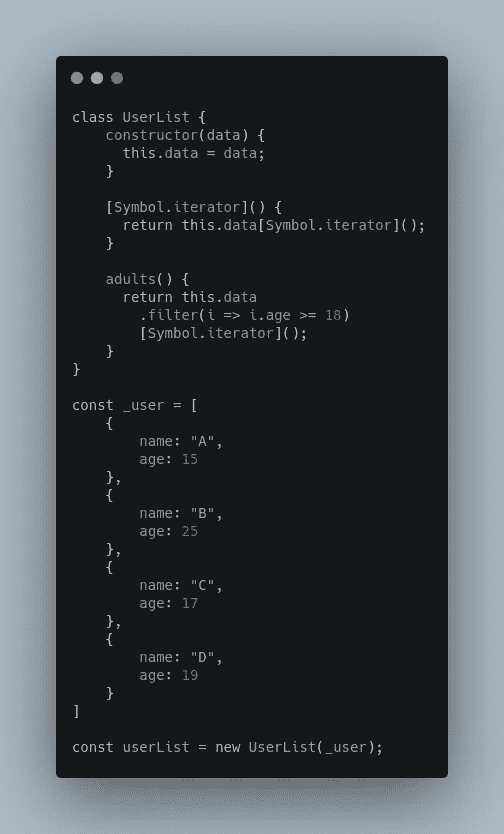 class UserList {
    constructor(data) {
      this.data = data;
    }

    [Symbol.iterator]() {
      return this.data[Symbol.iterator]();
    }

    adults() {
      return this.data
        .filter(i => i.age >= 18)
        [Symbol.iterator]();
    }
}

const _user = [
    {
        name: "A",
        age: 15
    },
    {
        name: "B",
        age: 25
    },
    {
        name: "C",
        age: 17
    },
    {
        name: "D",
        age: 19
    }
]

const userList = new UserList(_user);